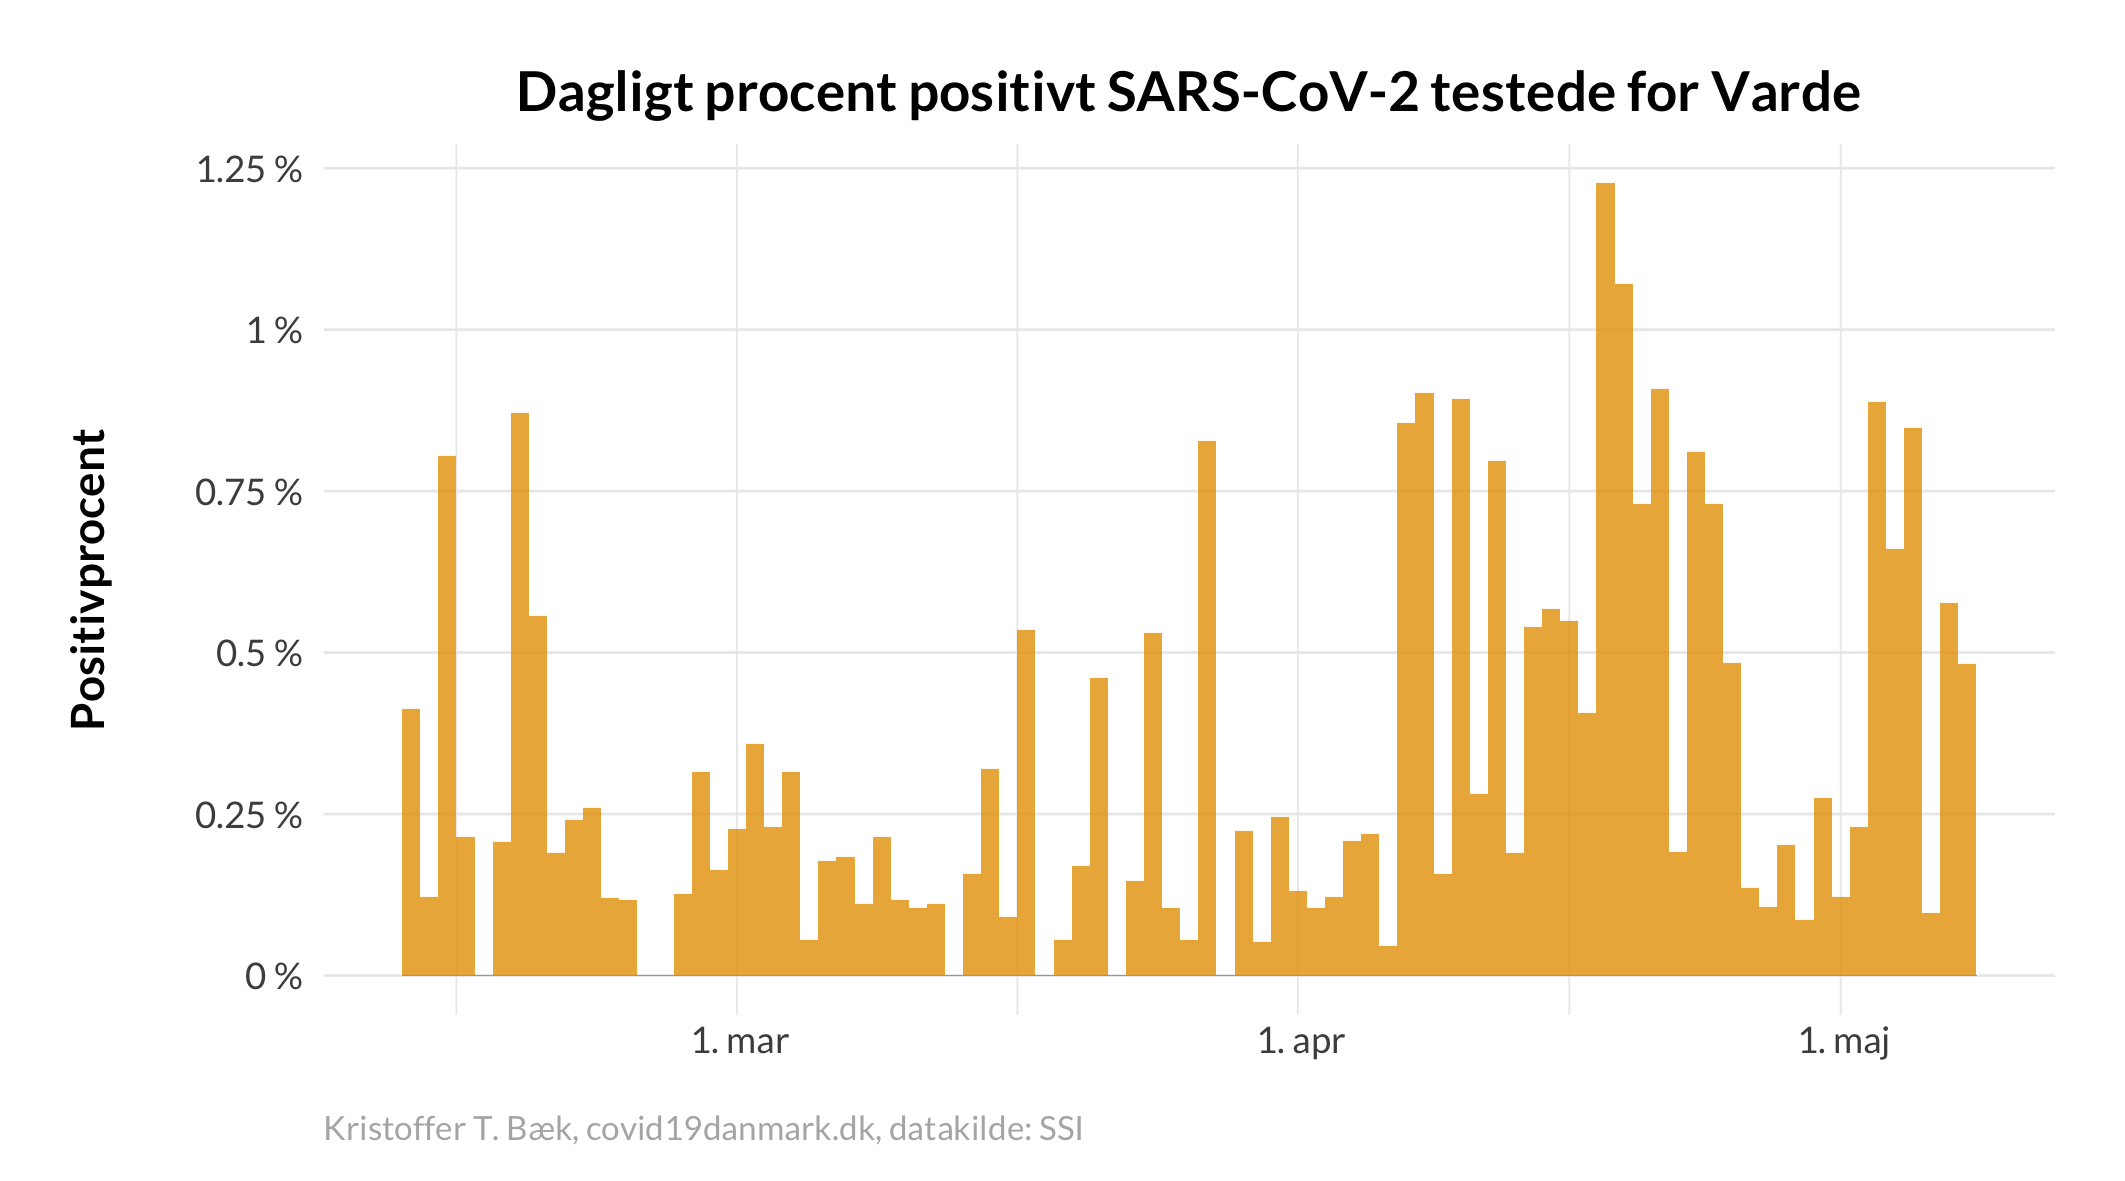 Dagligt procent positivt SARS-CoV-2 testede for Varde
Positivprocent
1.25 %
1 %
0.75 %
0.5 %
0.25 %
0 %
1. mar
1. apr
1. maj
Kristoffer T. Bæk, covid19danmark.dk, datakilde: SSI